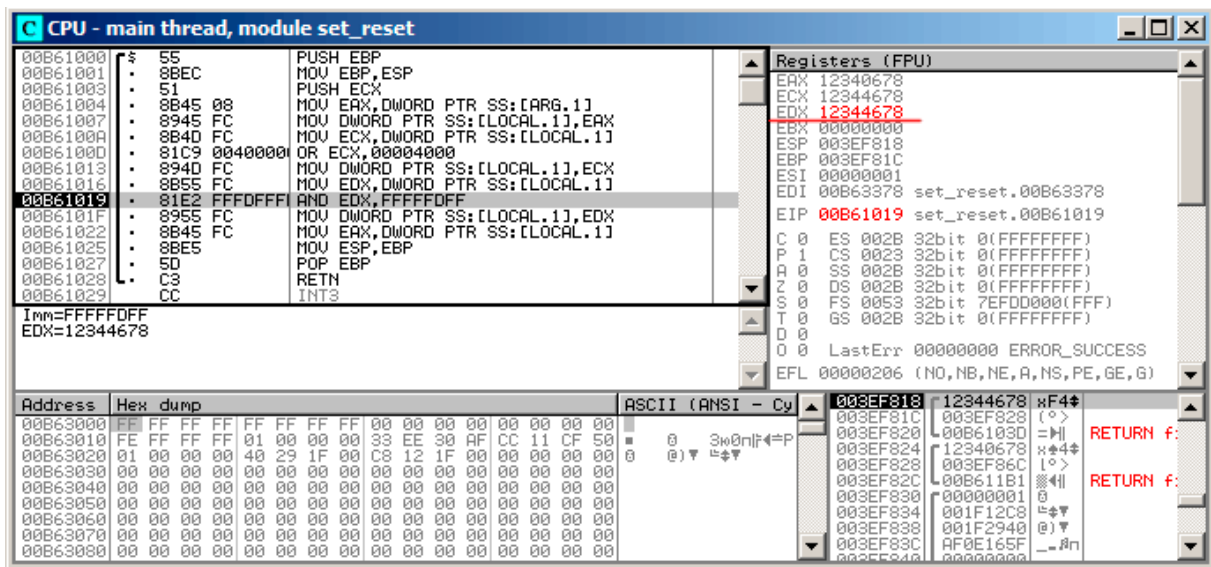 C CPU - main thread, module set_reset
00B61000 $ 55 PUSH EBP
00B61001 . 8BEC MOV EBP,ESP
00B61003 . 51 PUSH ECX
00B61004 . 8B45 08 MOV EAX,DWORD PTR SS:[ARG.1]
00B61007 . 8945 FC MOV DWORD PTR SS:[LOCAL.1],EAX
00B6100A . 8B4D FC MOV ECX,DWORD PTR SS:[LOCAL.1]
00B6100D . 81C9 0040000 OR ECX,00004000
00B61013 . 894D FC MOV DWORD PTR SS:[LOCAL.1],ECX
00B61016 . 8B55 FC MOV EDX,DWORD PTR SS:[LOCAL.1]
00B61019 . 81E2 FFFDFFF AND EDX,FFFFFDFF
00B6101F . 8955 FC MOV DWORD PTR SS:[LOCAL.1],EDX
00B61022 . 8B45 FC MOV EAX,DWORD PTR SS:[LOCAL.1]
00B61025 . 8BE5 MOV ESP,EBP
00B61027 . 5D POP EBP
00B61028 . C3 RETN
00B61029 CC INT3
Imm=FFFFFDFF
EDX=12344678
Registers (FPU)
EAX 12340678
ECX 12344678
EDX 12344678
EBX 00000000
ESP 003EF818
EBP 003EF81C
ESI 00000001
EDI 00B63378 set_reset.00B63378
EIP 00B61019 set_reset.00B61019
C 0 ES 002B 32bit 0(FFFFFFFF)
P 1 CS 0023 32bit 0(FFFFFFFF)
A 0 SS 002B 32bit 0(FFFFFFFF)
Z 0 DS 002B 32bit 0(FFFFFFFF)
S 0 FS 0053 32bit 7EFDD000(FFF)
T 0 GS 002B 32bit 0(FFFFFFFF)
D 0
O 0 LastErr 00000000 ERROR_SUCCESS
EFL 00000206 (NO,NB,NE,A,NS,PE,GE,G)
Address Hex dump ASCII (ANSI - Cy
00B63000 FF FF FF FF FF FF FF FF FF FF FF FF FF FF FF FF
00B63010 FE FF FF FF 01 00 00 00 33 EE 30 AF CC 11 CF 50
00B63020 01 00 00 00 40 29 1F 00 C8 12 1F 00 00 00 00 00
00B63030 00 00 00 00 00 00 00 00 00 00 00 00 00 00 00 00
00B63040 00 00 00 00 00 00 00 00 00 00 00 00 00 00 00 00
00B63050 00 00 00 00 00 00 00 00 00 00 00 00 00 00 00 00
00B63060 00 00 00 00 00 00 00 00 00 00 00 00 00 00 00 00
00B63070 00 00 00 00 00 00 00 00 00 00 00 00 00 00 00 00
00B63080 00 00 00 00 00 00 00 00 00 00 00 00 00 00 00 00
003EF818 12344678 xF4‡
003EF81C 003EF828 (°>
003EF820 00B6103D RETURN f
003EF824 12340678 x♠4‡
003EF828 003EF86C l°>
003EF82C 00B611B1 RETURN f
003EF830 00000001
003EF834 001F12C8
003EF838 001F2940 @)▼
003EF83C AF0E165F
003EF840 00000000